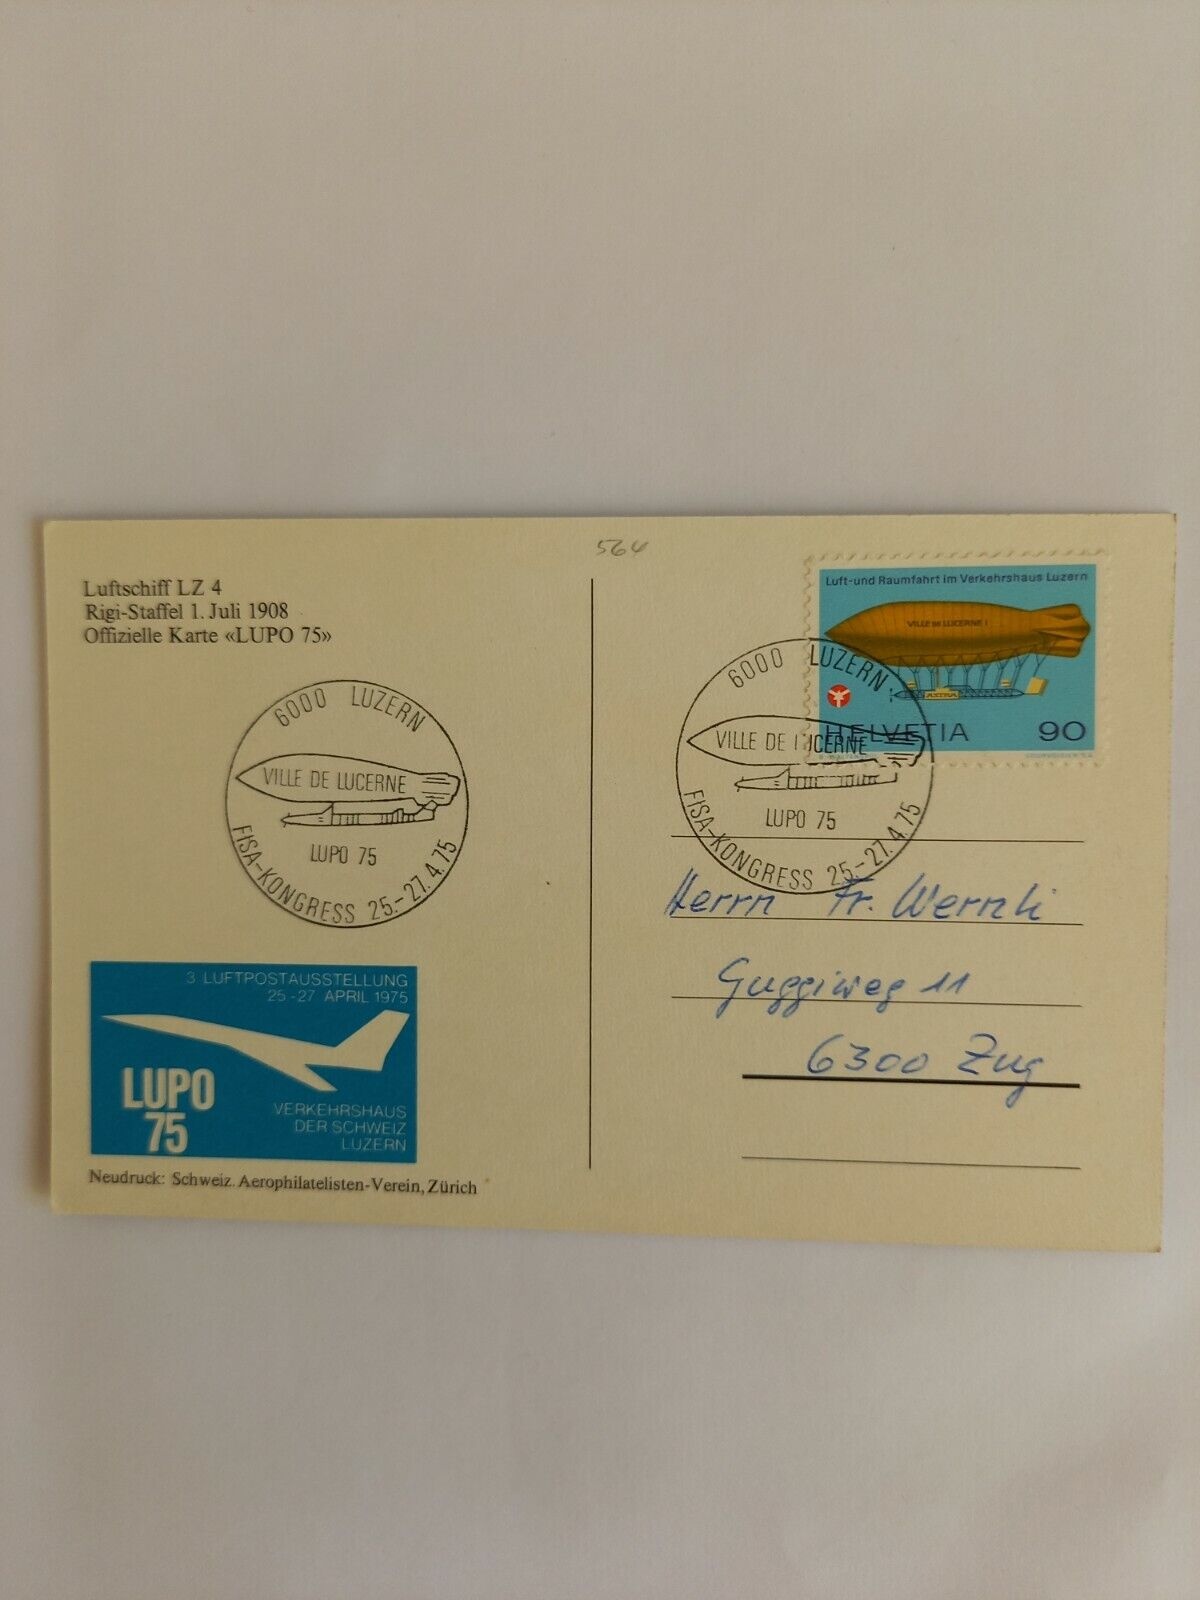 564
Luftschiff LZ 4
Rigi-Staffel 1. Juli 1908
Offizielle Karte «LUPO 75»
6000 LUZERN
VILLE DE LUCERNE
LUPO 75
FISA-KONGRESS 25.-27.4.75
3 LUFTPOSTAUSSTELLUNG
25-27 APRIL 1975
LUPO
75
VERKEHRSHAUS
DER SCHWEIZ
LUZERN
Neudruck: Schweiz. Aerophilatelisten-Verein, Zürich
Luft-und Raumfahrt im Verkehrshaus Luzern
VILLE DE LUCERNE I
ASTRA
HELVETIA 90
6000 LUZERN
VILLE DE LUCERNE
LUPO 75
FISA-KONGRESS 25.-27.4.75
Herrn Fr. Wernli
Guggiweg 11
6300 Zug